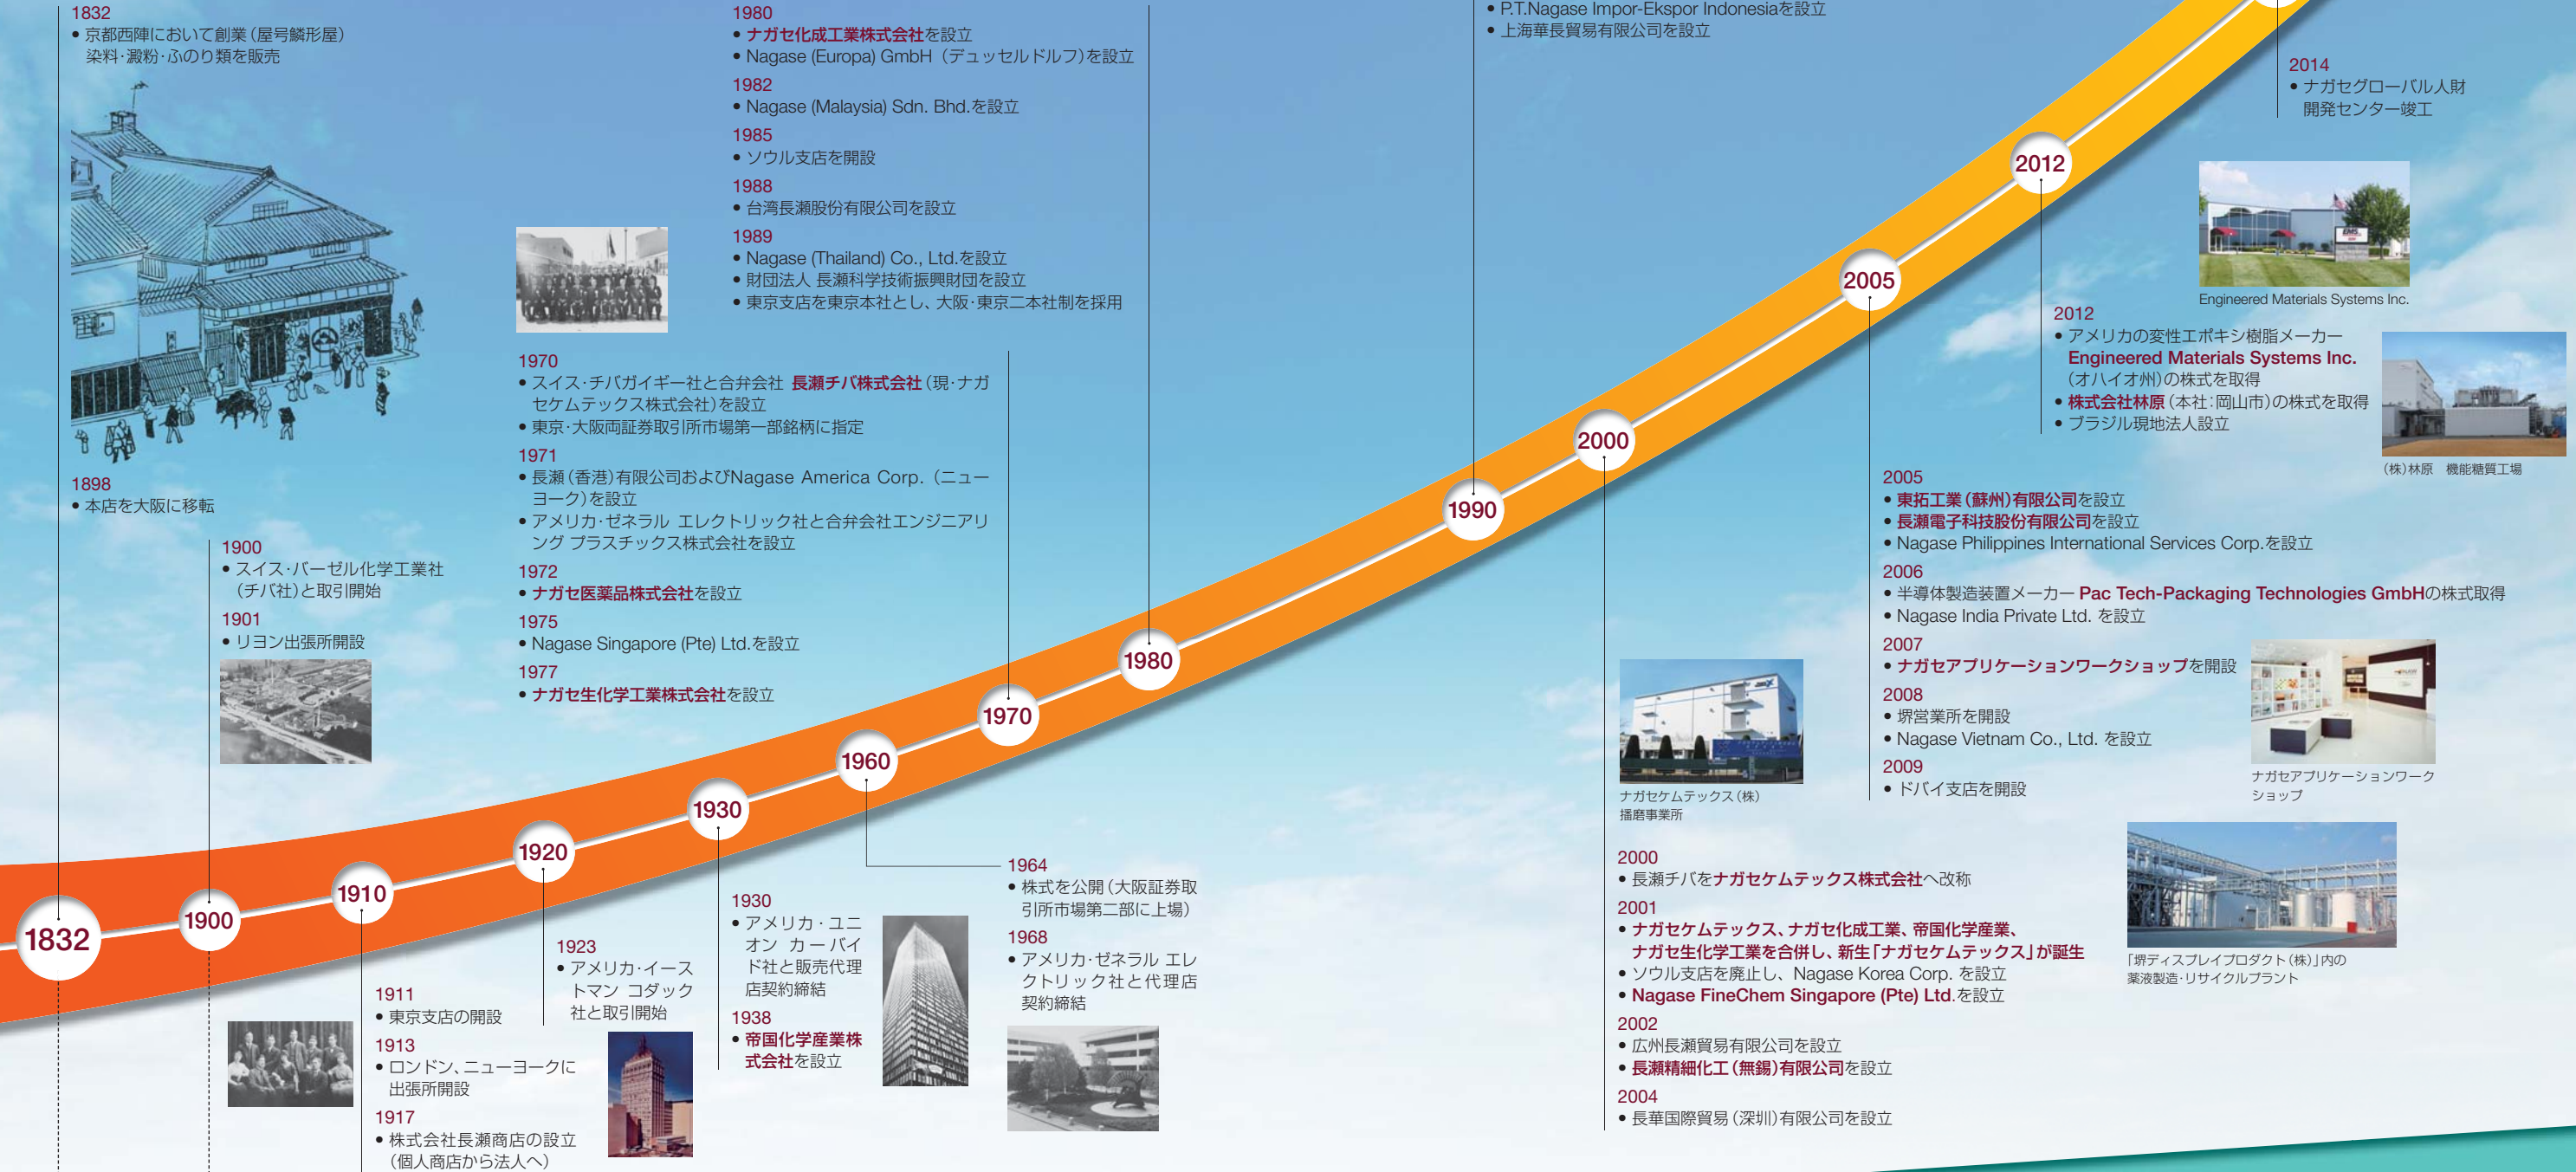 1832
• 京都西陣において創業（屋号鱗形屋）
染料・澱粉・ふのり類を販売
1898
• 本店を大阪に移転
1900
• スイス・バーゼル化学工業社
（チバ社）と取引開始
1901
• リヨン出張所開設
1970
• スイス・チバガイギー社と合弁会社 長瀬チバ株式会社（現・ナガ
セケムテックス株式会社）を設立
• 東京・大阪両証券取引所市場第一部銘柄に指定
1971
• 長瀬（香港）有限公司およびNagase America Corp.（ニュー
ヨーク）を設立
• アメリカ・ゼネラル エレクトリック社と合弁会社エンジニアリ
ング プラスチックス株式会社を設立
1972
• ナガセ医薬品株式会社を設立
1975
• Nagase Singapore (Pte) Ltd.を設立
1977
• ナガセ生化学工業株式会社を設立
1980
• ナガセ化成工業株式会社を設立
• Nagase (Europa) GmbH（デュッセルドルフ）を設立
1982
• Nagase (Malaysia) Sdn. Bhd.を設立
1985
• ソウル支店を開設
1988
• 台湾長瀬股份有限公司を設立
1989
• Nagase (Thailand) Co., Ltd.を設立
• 財団法人 長瀬科学技術振興財団を設立
• 東京支店を東京本社とし、大阪・東京二本社制を採用
• P.T.Nagase Impor-Ekspor Indonesiaを設立
• 上海華長貿易有限公司を設立
2014
• ナガセグローバル人財
開発センター竣工
EMS
Engineered Materials Systems Inc.
2012
• アメリカの変性エポキシ樹脂メーカー
Engineered Materials Systems Inc.
（オハイオ州）の株式を取得
• 株式会社林原（本社：岡山市）の株式を取得
• ブラジル現地法人設立
（株）林原　機能糖質工場
2005
• 東拓工業（蘇州）有限公司を設立
• 長瀬電子科技股份有限公司を設立
• Nagase Philippines International Services Corp.を設立
2006
• 半導体製造装置メーカー Pac Tech-Packaging Technologies GmbHの株式取得
• Nagase India Private Ltd. を設立
2007
• ナガセアプリケーションワークショップを開設
2008
• 堺営業所を開設
• Nagase Vietnam Co., Ltd. を設立
2009
• ドバイ支店を開設
ナガセアプリケーションワーク
ショップ
ナガセケムテックス（株）
播磨事業所
2000
• 長瀬チバをナガセケムテックス株式会社へ改称
2001
• ナガセケムテックス、ナガセ化成工業、帝国化学産業、
ナガセ生化学工業を合併し、新生「ナガセケムテックス」が誕生
• ソウル支店を廃止し、Nagase Korea Corp. を設立
• Nagase FineChem Singapore (Pte) Ltd.を設立
2002
• 広州長瀬貿易有限公司を設立
• 長瀬精細化工（無錫）有限公司を設立
2004
• 長華国際貿易（深圳）有限公司を設立
「堺ディスプレイプロダクト（株）」内の
薬液製造・リサイクルプラント
1832
1900
1910
1920
1930
1960
1970
1980
1990
2000
2005
2012
1911
• 東京支店の開設
1913
• ロンドン、ニューヨークに
出張所開設
1917
• 株式会社長瀬商店の設立
（個人商店から法人へ）
1923
• アメリカ・イース
トマン コダック
社と取引開始
1930
• アメリカ・ユニ
オン カーバイ
ド社と販売代理
店契約締結
1938
• 帝国化学産業株
式会社を設立
1964
• 株式を公開（大阪証券取
引所市場第二部に上場）
1968
• アメリカ・ゼネラル エレ
クトリック社と代理店
契約締結